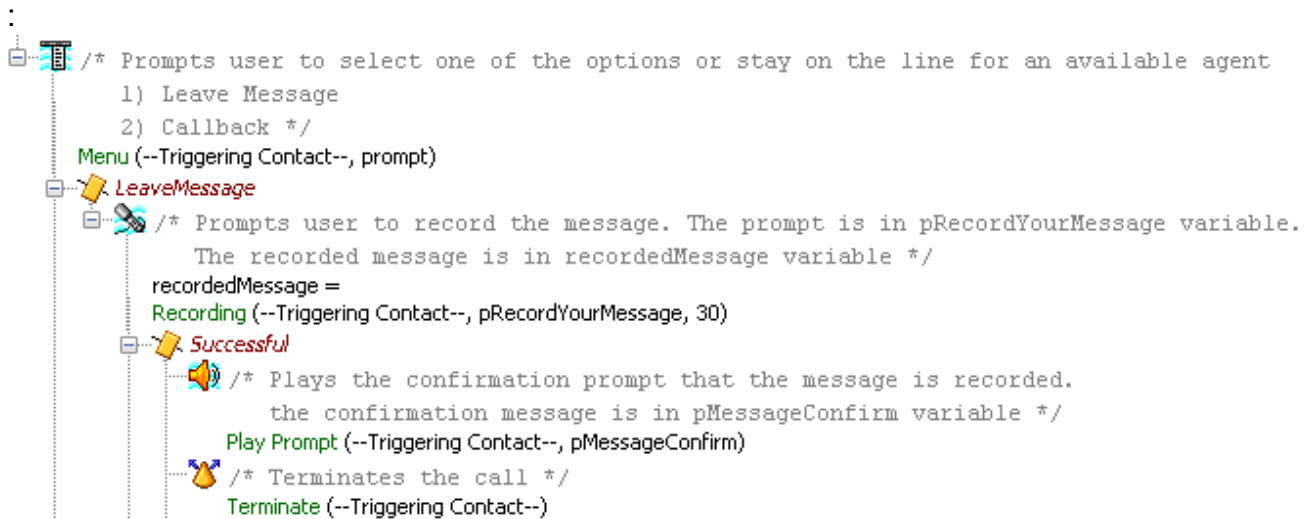 :
/* Prompts user to select one of the options or stay on the line for an available agent
1) Leave Message
2) Callback */
Menu (--Triggering Contact--, prompt)
LeaveMessage
/* Prompts user to record the message. The prompt is in pRecordYourMessage variable.
The recorded message is in recordedMessage variable */
recordedMessage =
Recording (--Triggering Contact--, pRecordYourMessage, 30)
Successful
/* Plays the confirmation prompt that the message is recorded.
the confirmation message is in pMessageConfirm variable */
Play Prompt (--Triggering Contact--, pMessageConfirm)
/* Terminates the call */
Terminate (--Triggering Contact--)